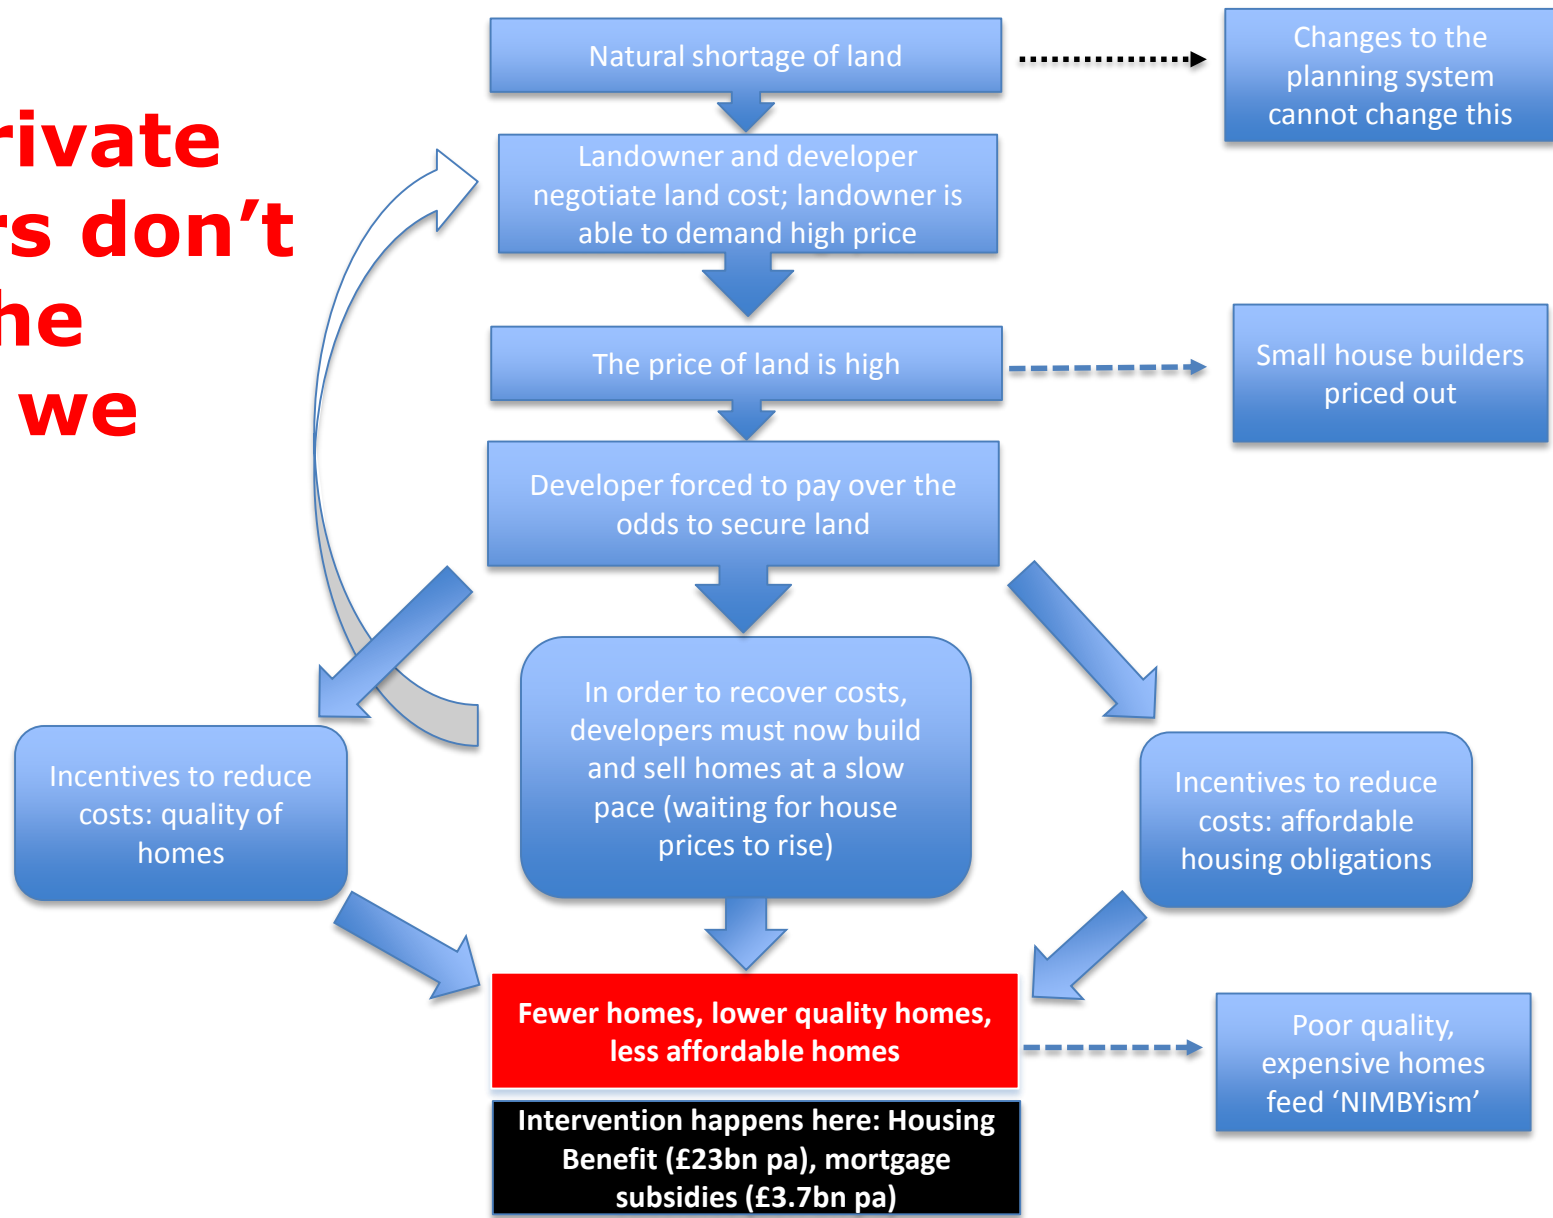 rivate
rs don’t
he
we
Natural shortage of land
Changes to the
planning system
cannot change this
Landowner and developer
negotiate land cost; landowner is
able to demand high price
The price of land is high
Small house builders
priced out
Developer forced to pay over the
odds to secure land
In order to recover costs,
developers must now build
and sell homes at a slow
pace (waiting for house
prices to rise)
Incentives to reduce
costs: quality of
homes
Incentives to reduce
costs: affordable
housing obligations
Fewer homes, lower quality homes,
less affordable homes
Poor quality,
expensive homes
feed ‘NIMBYism’
Intervention happens here: Housing
Benefit (£23bn pa), mortgage
subsidies (£3.7bn pa)